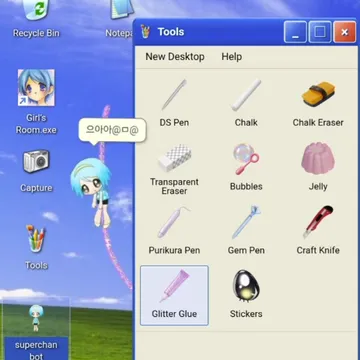 Recycle Bin
Notepa
Girl's
Room.exe
으아아@ㅁ@
Capture
Tools
superchan
bot
Tools
New Desktop
Help
DS Pen
Chalk
Chalk Eraser
Transparent
Eraser
Bubbles
Jelly
Purikura Pen
Gem Pen
Craft Knife
Glitter Glue
Stickers